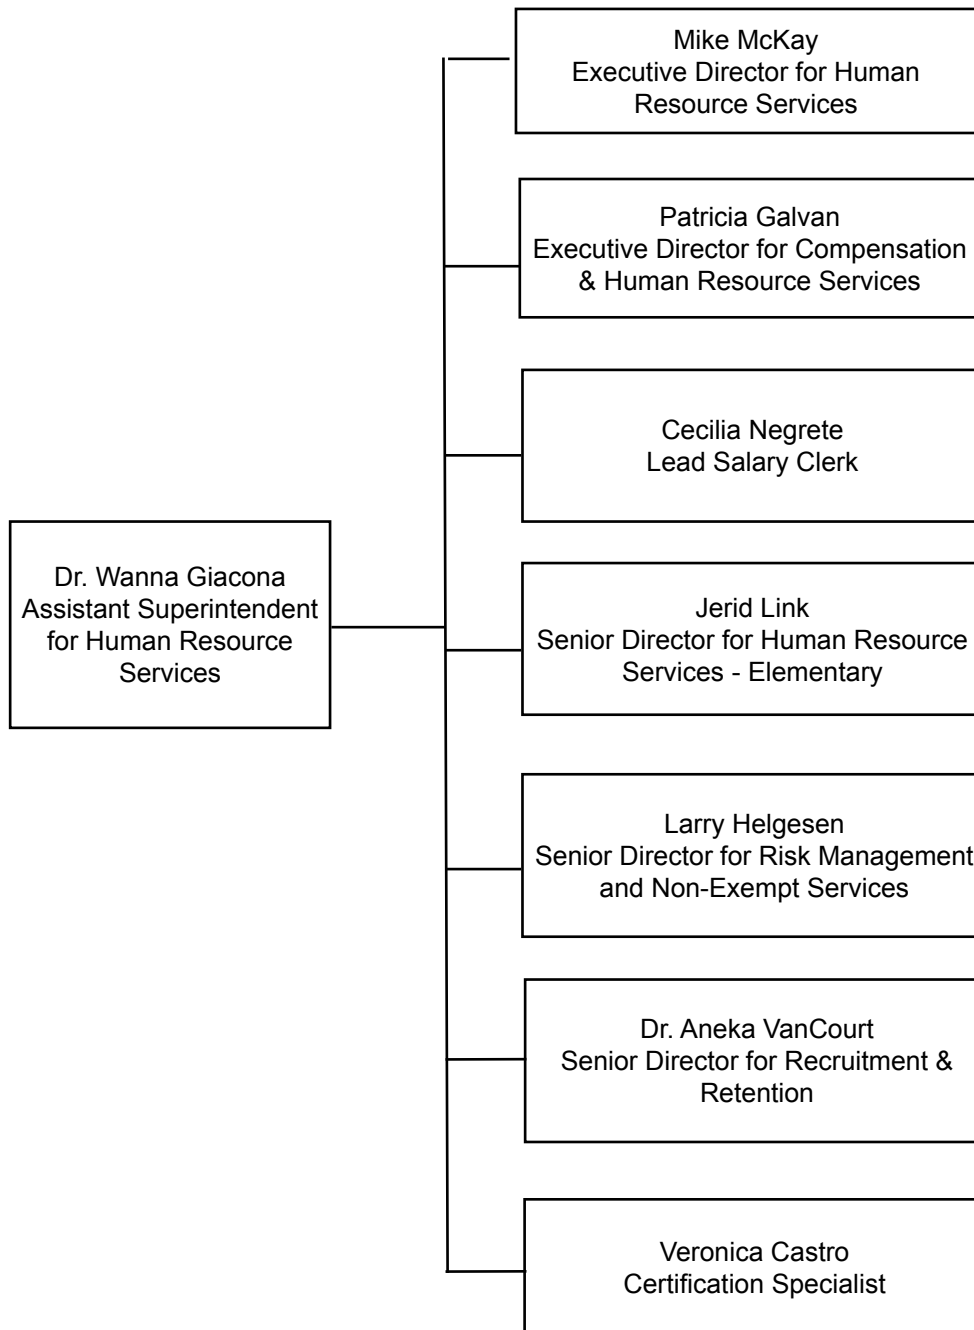 Mike McKay
Executive Director for Human
Resource Services
Patricia Galvan
Executive Director for Compensation
& Human Resource Services
Cecilia Negrete
Lead Salary Clerk
Dr. Wanna Giacona
Assistant Superintendent
for Human Resource
Services
Jerid Link
Senior Director for Human Resource
Services - Elementary
Larry Helgesen
Senior Director for Risk Management
and Non-Exempt Services
Dr. Aneka VanCourt
Senior Director for Recruitment &
Retention
Veronica Castro
Certification Specialist